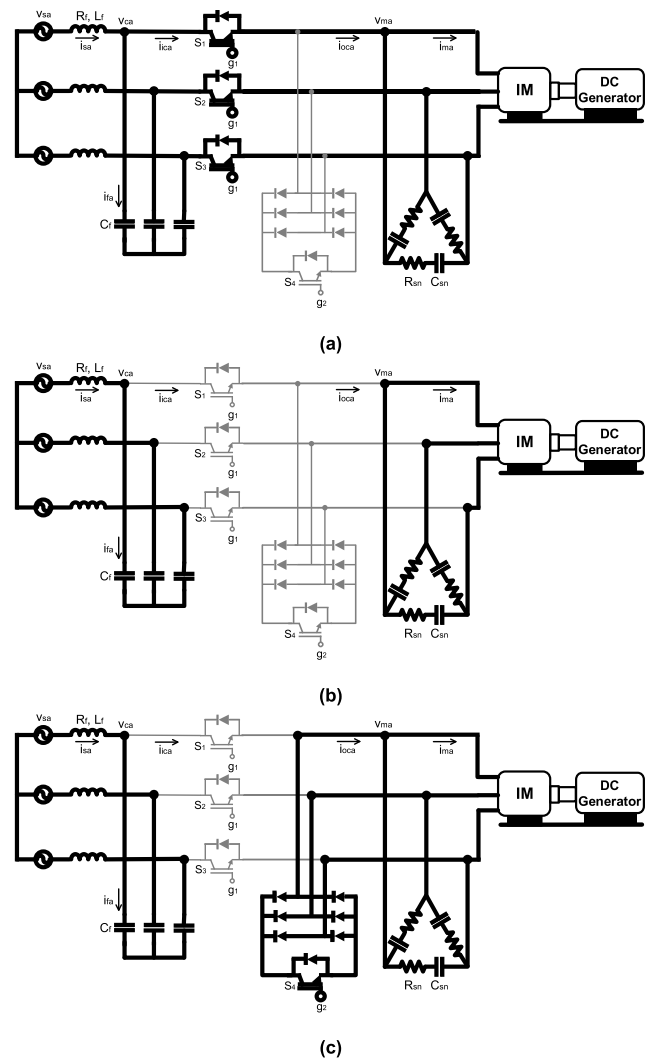 vsa Rf, Lf vca vma
isa iica S1 g1 ioca ima
S2 g1
IM DC Generator
S3 g1
ifa
Cf
S4 g2
Rsn Csn
(a)
vsa Rf, Lf vca vma
isa iica S1 g1 ioca ima
S2 g1
IM DC Generator
S3 g1
ifa
Cf
S4 g2
Rsn Csn
(b)
vsa Rf, Lf vca vma
isa iica S1 g1 ioca ima
S2 g1
IM DC Generator
S3 g1
ifa
Cf
S4 g2
Rsn Csn
(c)